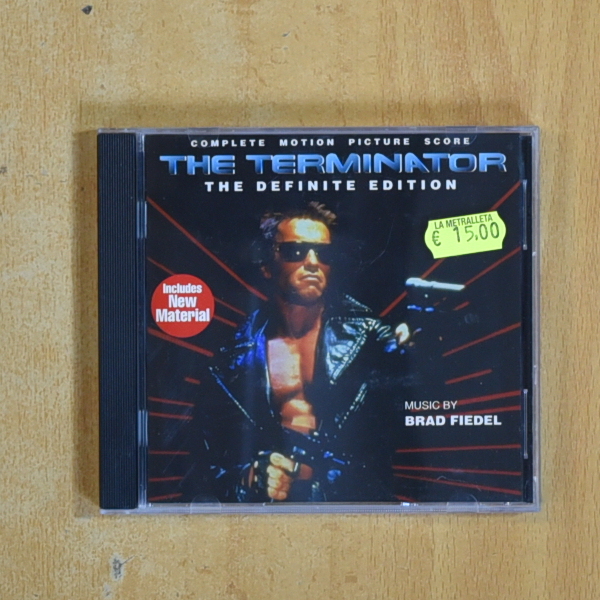 COMPLETE MOTION PICTURE SCORE
THE TERMINATOR
THE DEFINITE EDITION
LA METRALLETA
€ 15,00
Includes
New
Material
MUSIC BY
BRAD FIEDEL